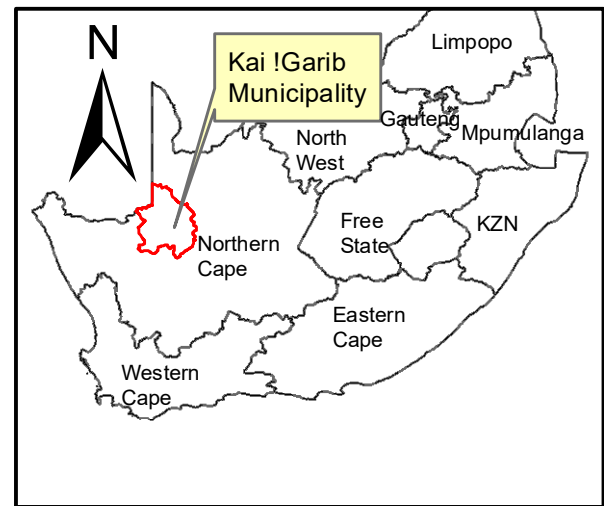 N
Kai !Garib
Municipality
Limpopo
Gauteng
Mpumulanga
North
West
Free
State
KZN
Northern
Cape
Eastern
Cape
Western
Cape